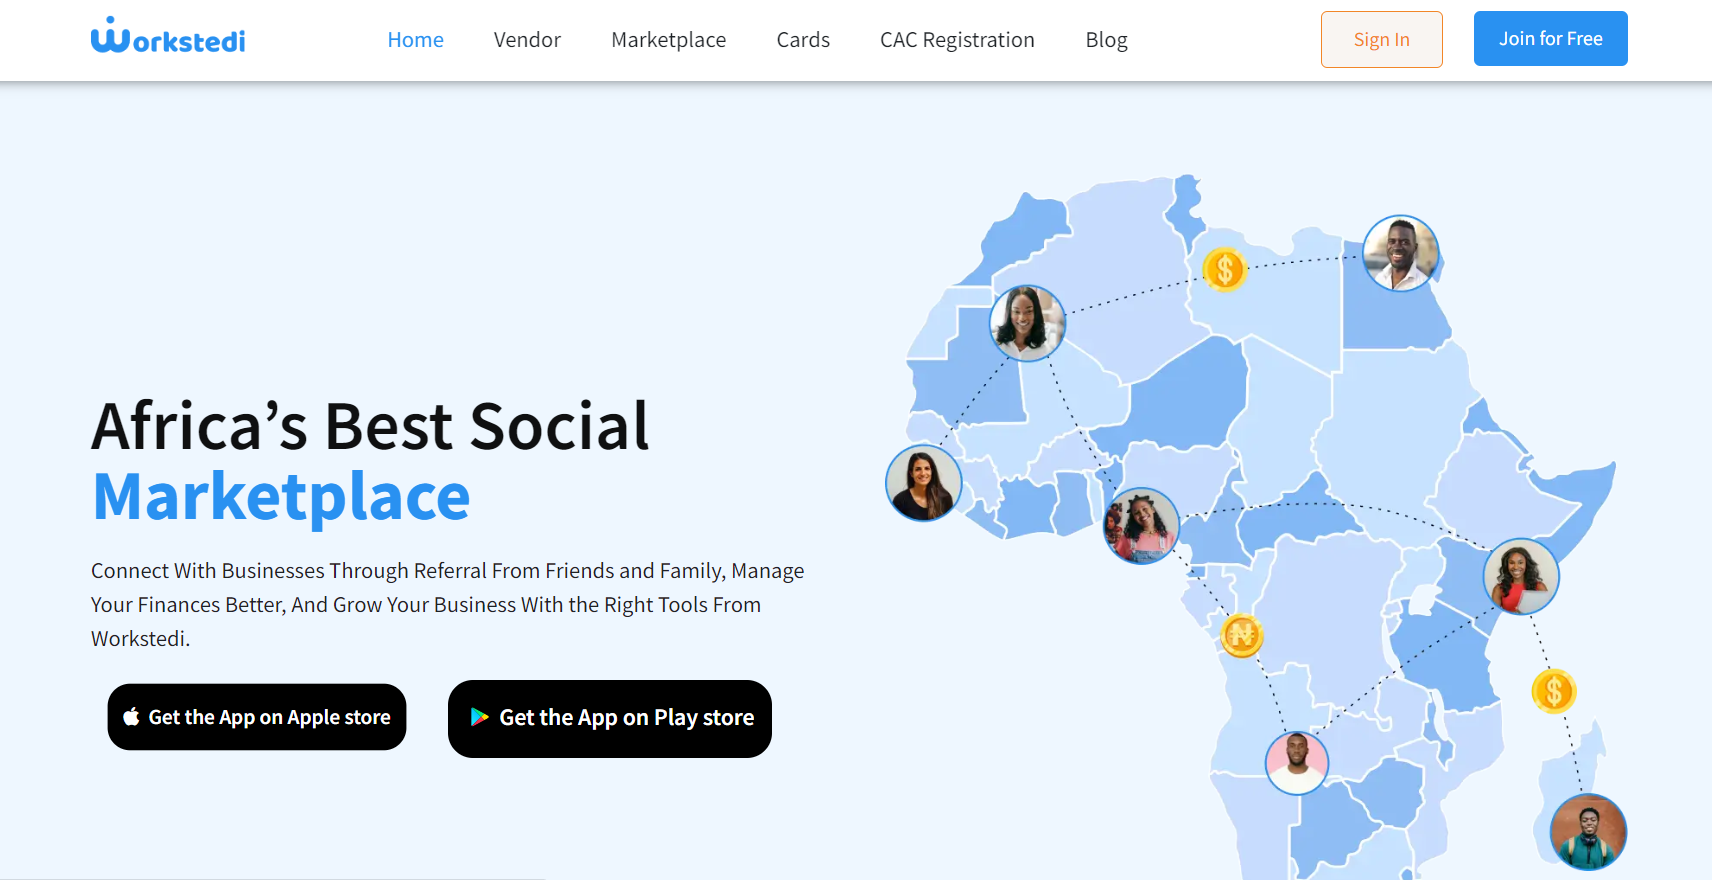 Workstedi
Home
Vendor
Marketplace
Cards
CAC Registration
Blog
Sign In
Join for Free
Africa’s Best Social
Marketplace
Connect With Businesses Through Referral From Friends and Family, Manage
Your Finances Better, And Grow Your Business With the Right Tools From
Workstedi.
Get the App on Apple store
Get the App on Play store
$
₦
$